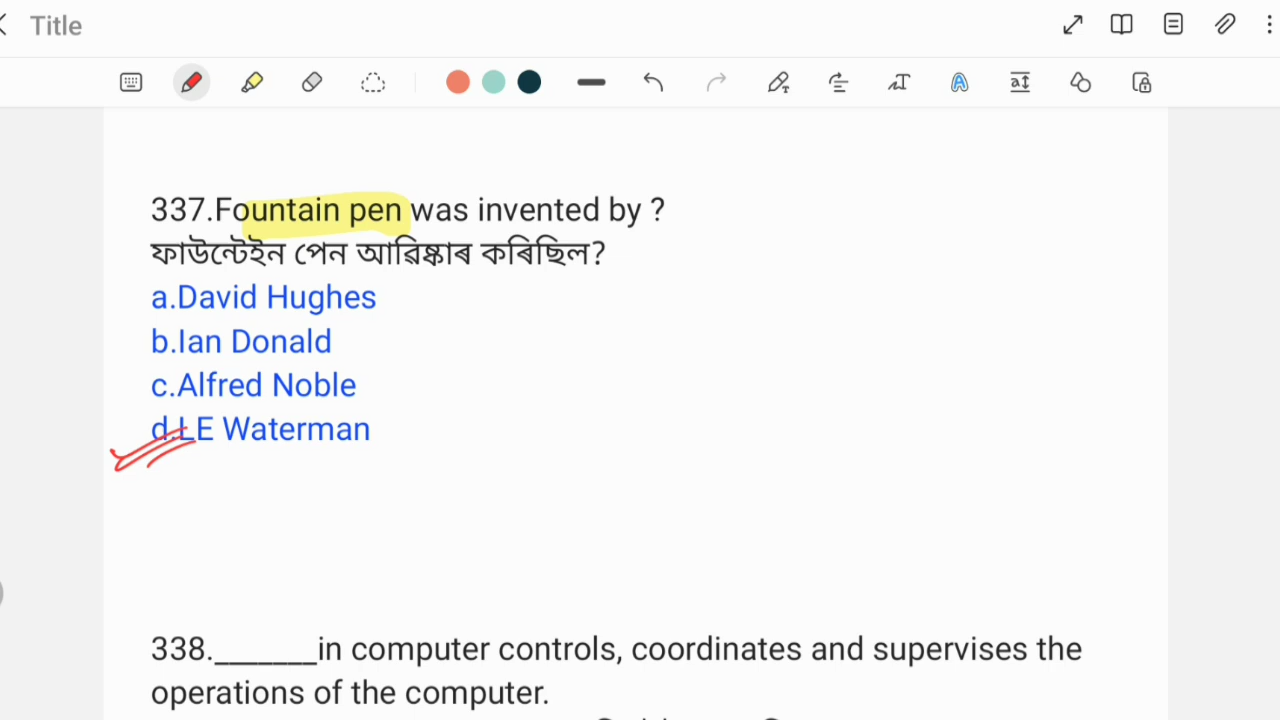 Title
337.Fountain pen was invented by ?
ফাউন্টেইন পেন আৱিষ্কাৰ কৰিছিল?
a.David Hughes
b.Ian Donald
c.Alfred Noble
d.LE Waterman
338._______in computer controls, coordinates and supervises the
operations of the computer.